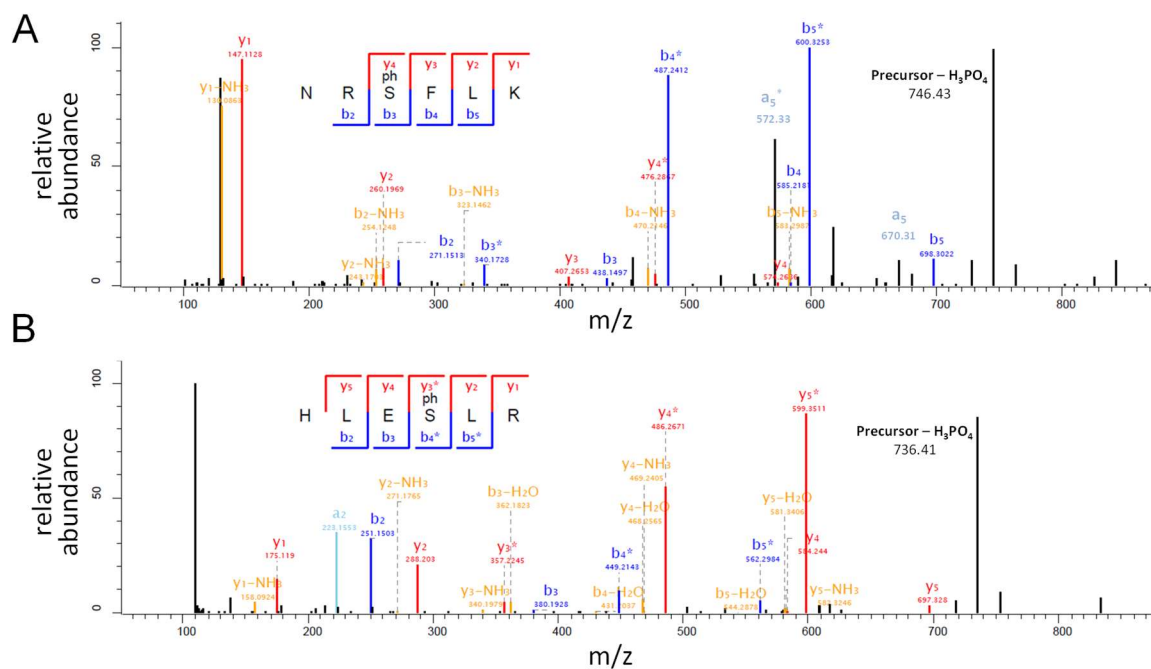 A
relative abundance
100
50
0
y1
147.1128
y1-NH3
130.0863
y4 y3 y2 y1
ph
N R S F L K
b2 b3 b4 b5
y2
260.1969
b2-NH3
254.1248
b3-NH3
323.1462
b2
271.1513
b3*
340.1728
y3
407.2653
b3
438.1497
b4*
487.2412
y4*
476.2867
b4-NH3
a5*
572.33
b5*
600.3253
b4
b5-NH3
y4
a5
670.31
b5
698.3022
Precursor – H3PO4
746.43
100 200 300 400 500 600 700 800
m/z
B
relative abundance
100
50
0
y5 y4 y3* y2 y1
ph
H L E S L R
b2 b3 b4* b5*
y1
175.119
y1-NH3
158.0924
a2
223.1553
b2
251.1503
y2-NH3
271.1765
y2
288.203
b3-H2O
362.1823
y3*
357.2245
y3-NH3
340.1979
b3
380.1928
b4*
449.2143
b4-H2O
y4*
486.2671
y4-NH3
469.2405
y4-H2O
468.2565
y5*
599.3511
y5-H2O
581.3406
y4
584.244
b5*
562.2984
b5-H2O
544.2878
y5-NH3
582.3246
y5
697.328
Precursor – H3PO4
736.41
100 200 300 400 500 600 700 800
m/z